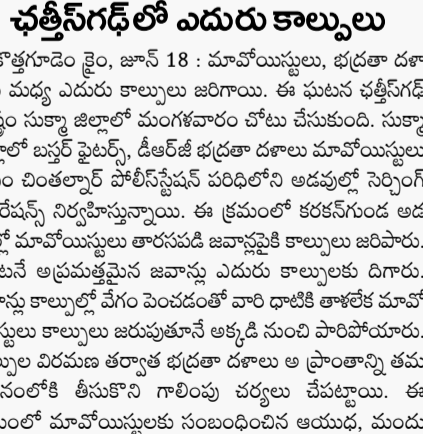 ఛత్తీస్‌గఢ్‌లో ఎదురు కాల్పులు
కొత్తగూడెం క్రైం, జూన్ 18 : మావోయిస్టులు, భద్రతా దళా
మధ్య ఎదురు కాల్పులు జరిగాయి. ఈ ఘటన ఛత్తీస్‌గఢ్
ష్ట్రం సుక్మా జిల్లాలో మంగళవారం చోటు చేసుకుంది. సుక్మా
లాలో బస్తర్ ఫైటర్స్, డీఆర్‌జీ భద్రతా దళాలు మావోయిస్టులు
ం చింతల్నార్ పోలీస్‌స్టేషన్ పరిధిలోని అడవుల్లో సెర్చింగ్
రేషన్స్ నిర్వహిస్తున్నాయి. ఈ క్రమంలో కరకన్‌గుండ అడ
ల్లో మావోయిస్టులు తారసపడి జవాన్లపైకి కాల్పులు జరిపారు.
టనే అప్రమత్తమైన జవాన్లు ఎదురు కాల్పులకు దిగారు.
ాన్లు కాల్పుల్లో వేగం పెంచడంతో వారి ధాటికి తాళలేక మావో
స్టులు కాల్పులు జరుపుతూనే అక్కడి నుంచి పారిపోయారు.
్పుల విరమణ తర్వాత భద్రతా దళాలు అ ప్రాంతాన్ని తమ
నంలోకి తీసుకొని గాలింపు చర్యలు చేపట్టాయి. ఈ
మంలో మావోయిస్టులకు సంబంధించిన ఆయుధ, మందు